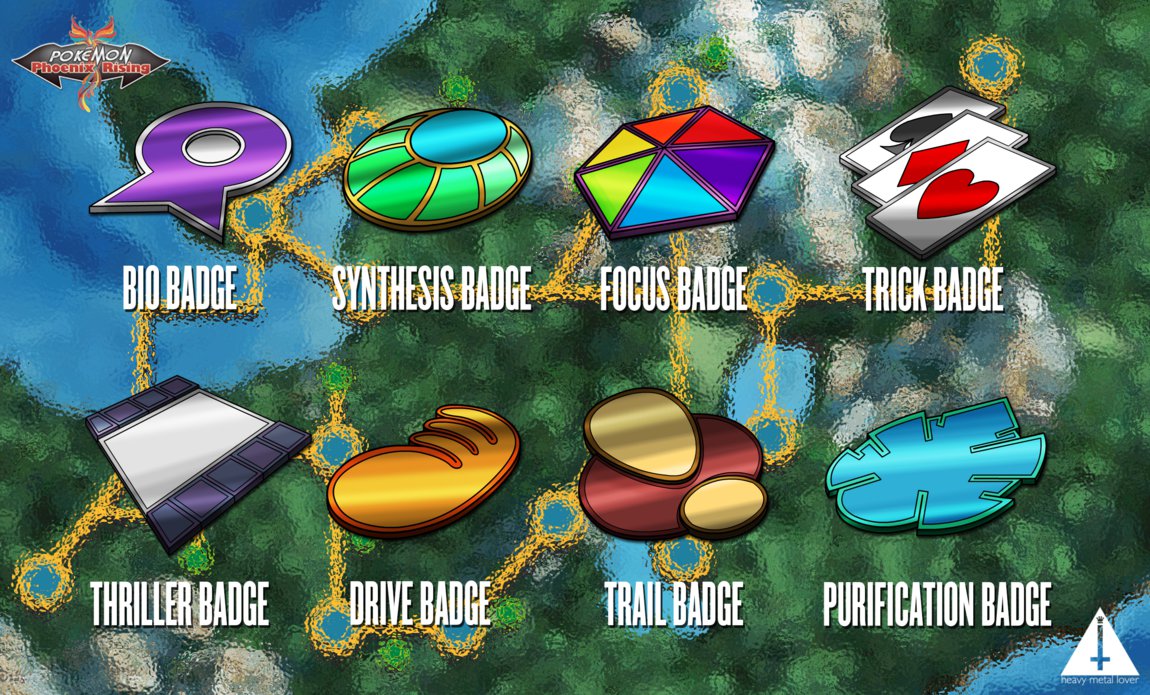 POKéMON
Phoenix Rising
BIO BADGE
SYNTHESIS BADGE
FOCUS BADGE
TRICK BADGE
THRILLER BADGE
DRIVE BADGE
TRAIL BADGE
PURIFICATION BADGE
heavy metal lover